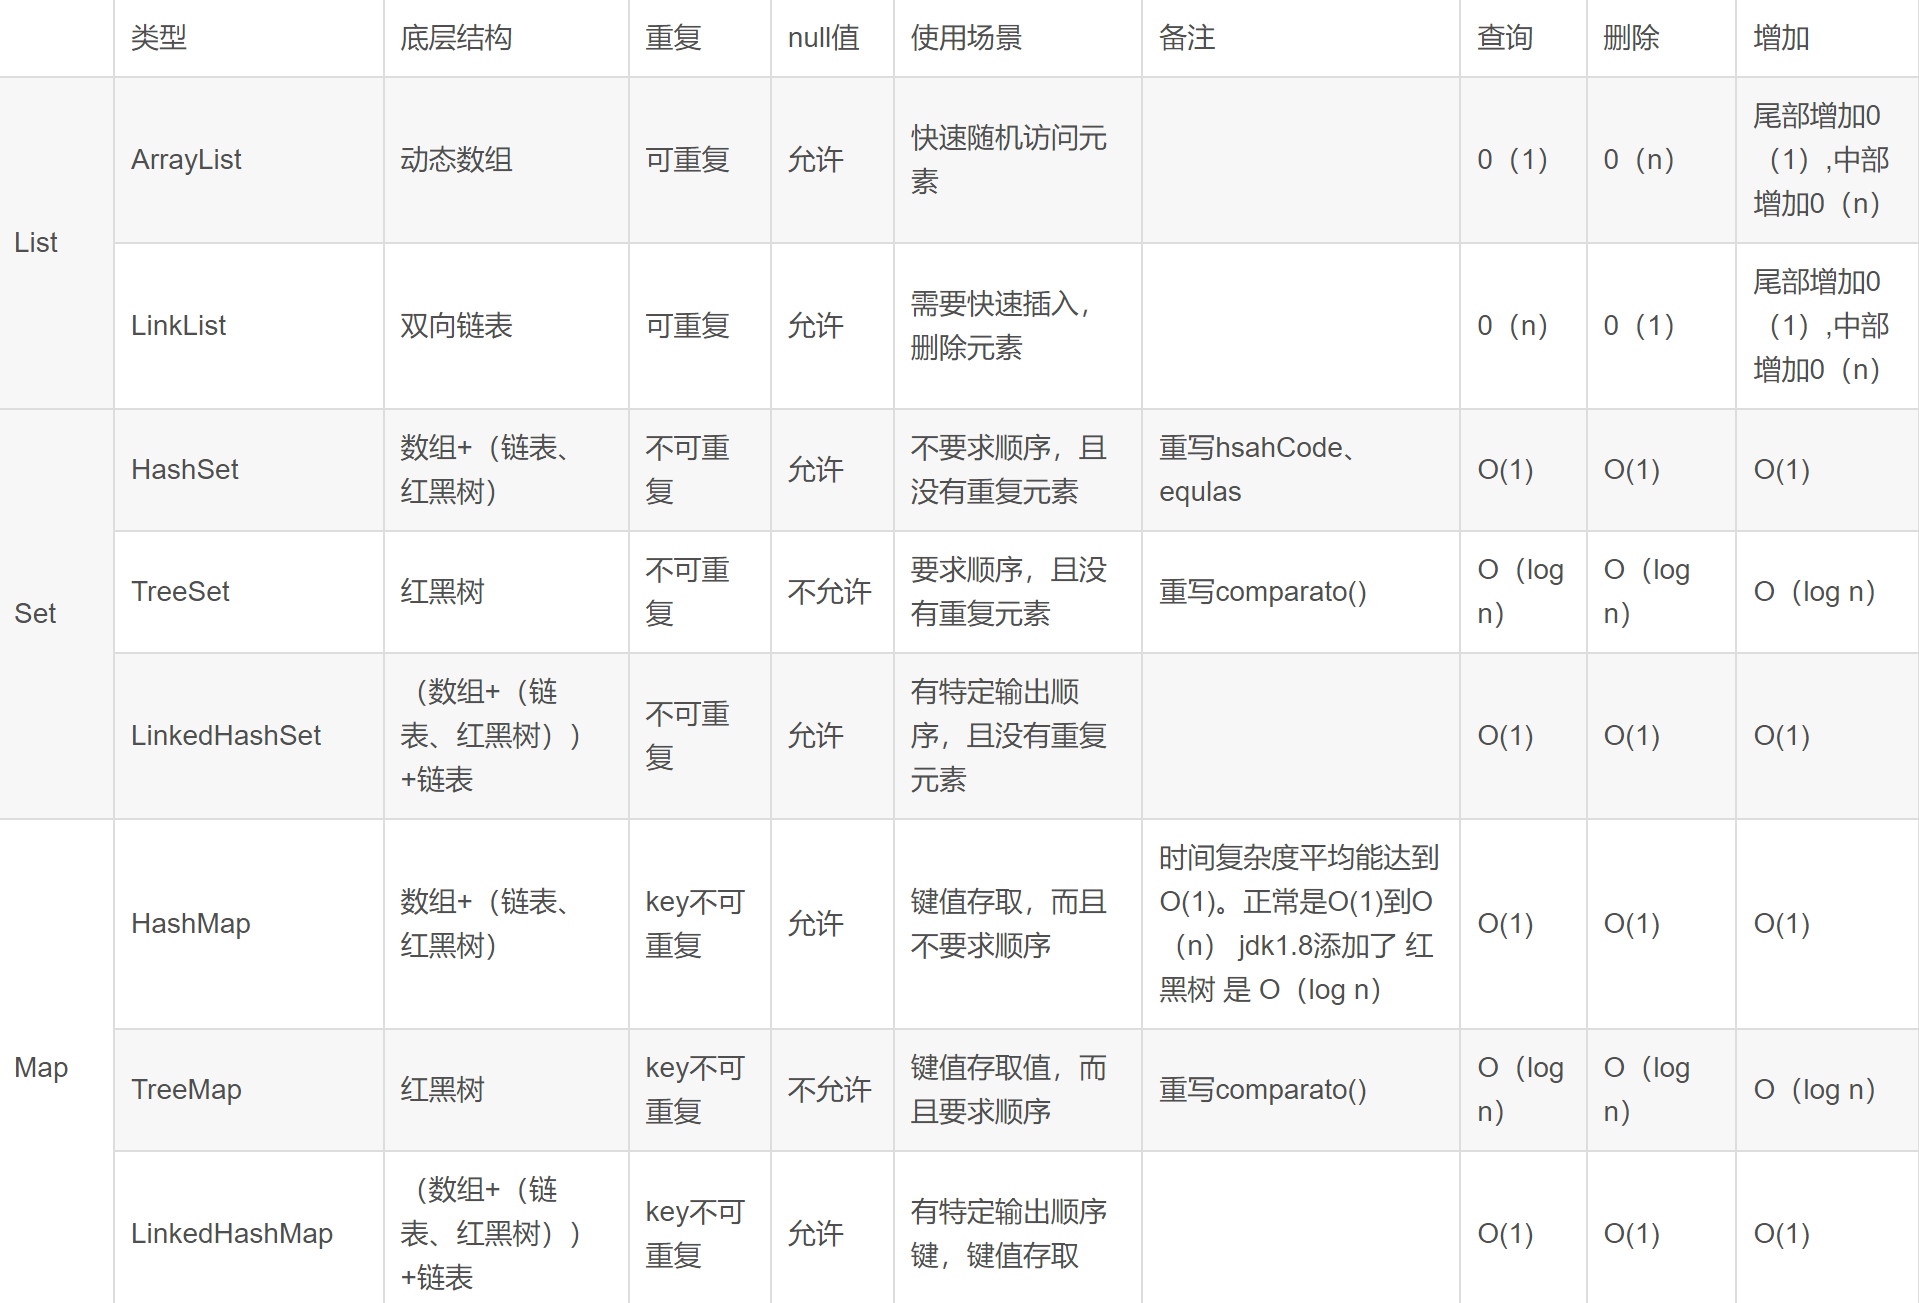 类型 底层结构 重复 null值 使用场景 备注 查询 删除 增加
List
ArrayList
动态数组
可重复
允许
快速随机访问元
素
0（1）
0（n）
尾部增加0
（1）,中部
增加0（n）
LinkList
双向链表
可重复
允许
需要快速插入，
删除元素
0（n）
0（1）
尾部增加0
（1）,中部
增加0（n）
Set
HashSet
数组+（链表、
红黑树）
不可重
复
允许
不要求顺序，且
没有重复元素
重写hsahCode、
equlas
O(1)
O(1)
O(1)
TreeSet
红黑树
不可重
复
不允许
要求顺序，且没
有重复元素
重写comparato()
O（log
n）
O（log
n）
O（log n）
LinkedHashSet
（数组+（链
表、红黑树））
+链表
不可重
复
允许
有特定输出顺
序，且没有重复
元素
O(1)
O(1)
O(1)
Map
HashMap
数组+（链表、
红黑树）
key不可
重复
允许
键值存取，而且
不要求顺序
时间复杂度平均能达到
O(1)。正常是O(1)到O
（n） jdk1.8添加了 红
黑树 是 O（log n）
O(1)
O(1)
O(1)
TreeMap
红黑树
key不可
重复
不允许
键值存取值，而
且要求顺序
重写comparato()
O（log
n）
O（log
n）
O（log n）
LinkedHashMap
（数组+（链
表、红黑树））
+链表
key不可
重复
允许
有特定输出顺序
键，键值存取
O(1)
O(1)
O(1)